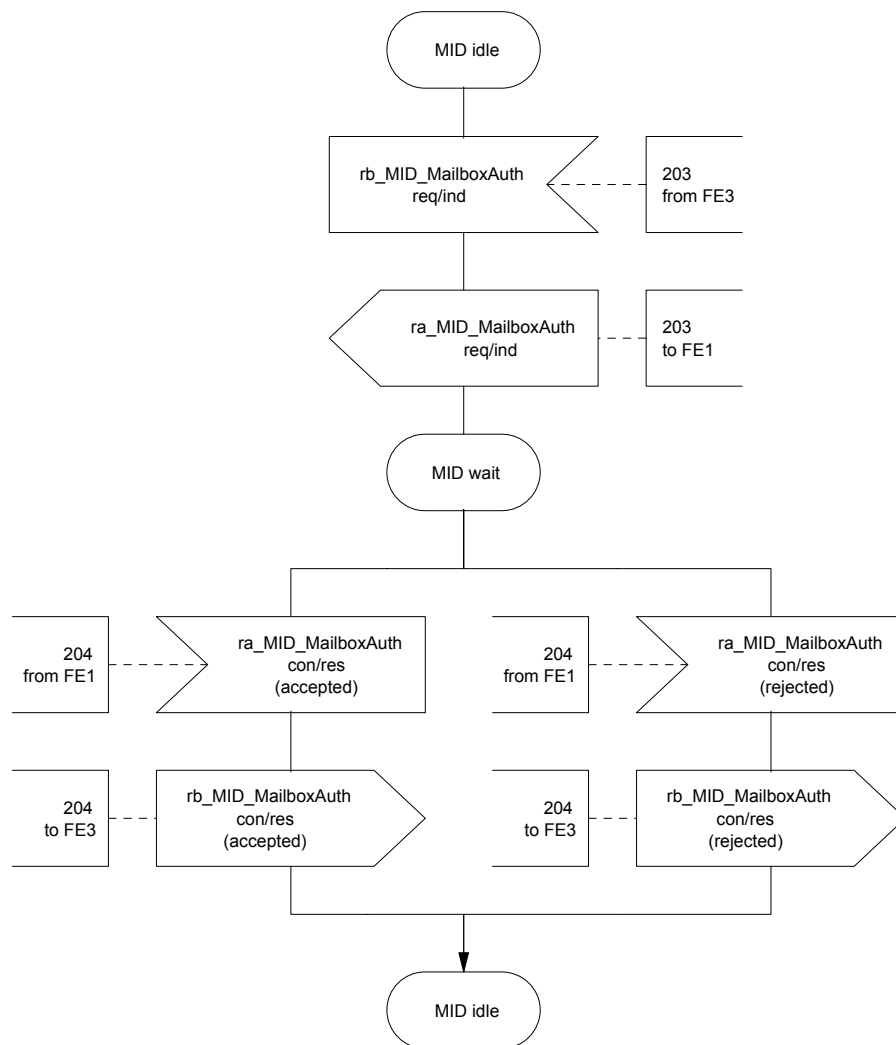 MID idle
rb_MID_MailboxAuth
req/ind
203
from FE3
ra_MID_MailboxAuth
req/ind
203
to FE1
MID wait
204
from FE1
ra_MID_MailboxAuth
con/res
(accepted)
204
from FE1
ra_MID_MailboxAuth
con/res
(rejected)
204
to FE3
rb_MID_MailboxAuth
con/res
(accepted)
204
to FE3
rb_MID_MailboxAuth
con/res
(rejected)
MID idle